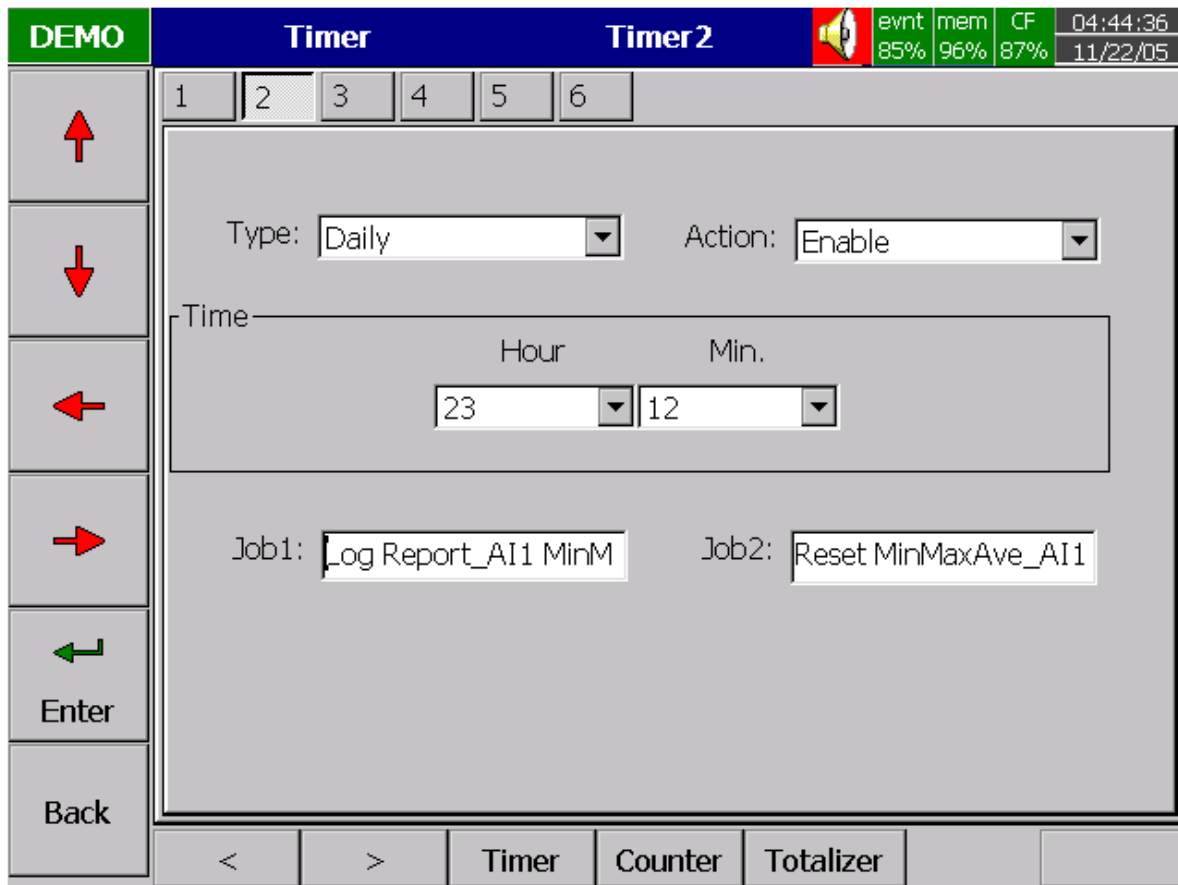 DEMO Timer Timer2 evnt mem CF 04:44:36
85% 96% 87% 11/22/05
1 2 3 4 5 6
Type: Daily Action: Enable
Time
Hour Min.
23 12
Job1: Log Report_AI1 MinM Job2: Reset MinMaxAve_AI1
Enter
Back
< > Timer Counter Totalizer